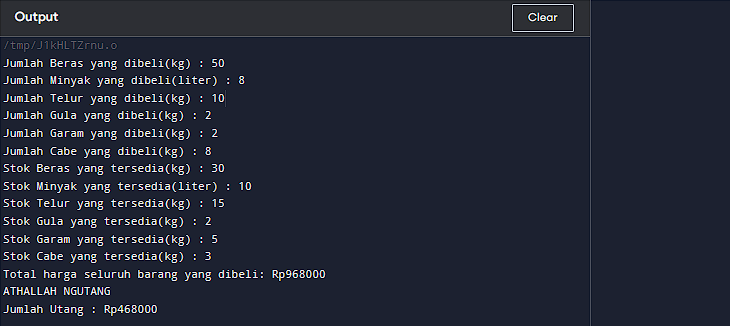 Output
Clear
/tmp/J1kHLTZrnu.o
Jumlah Beras yang dibeli(kg) : 50
Jumlah Minyak yang dibeli(liter) : 8
Jumlah Telur yang dibeli(kg) : 10
Jumlah Gula yang dibeli(kg) : 2
Jumlah Garam yang dibeli(kg) : 2
Jumlah Cabe yang dibeli(kg) : 8
Stok Beras yang tersedia(kg) : 30
Stok Minyak yang tersedia(liter) : 10
Stok Telur yang tersedia(kg) : 15
Stok Gula yang tersedia(kg) : 2
Stok Garam yang tersedia(kg) : 5
Stok Cabe yang tersedia(kg) : 3
Total harga seluruh barang yang dibeli: Rp968000
ATHALLAH NGUTANG
Jumlah Utang : Rp468000